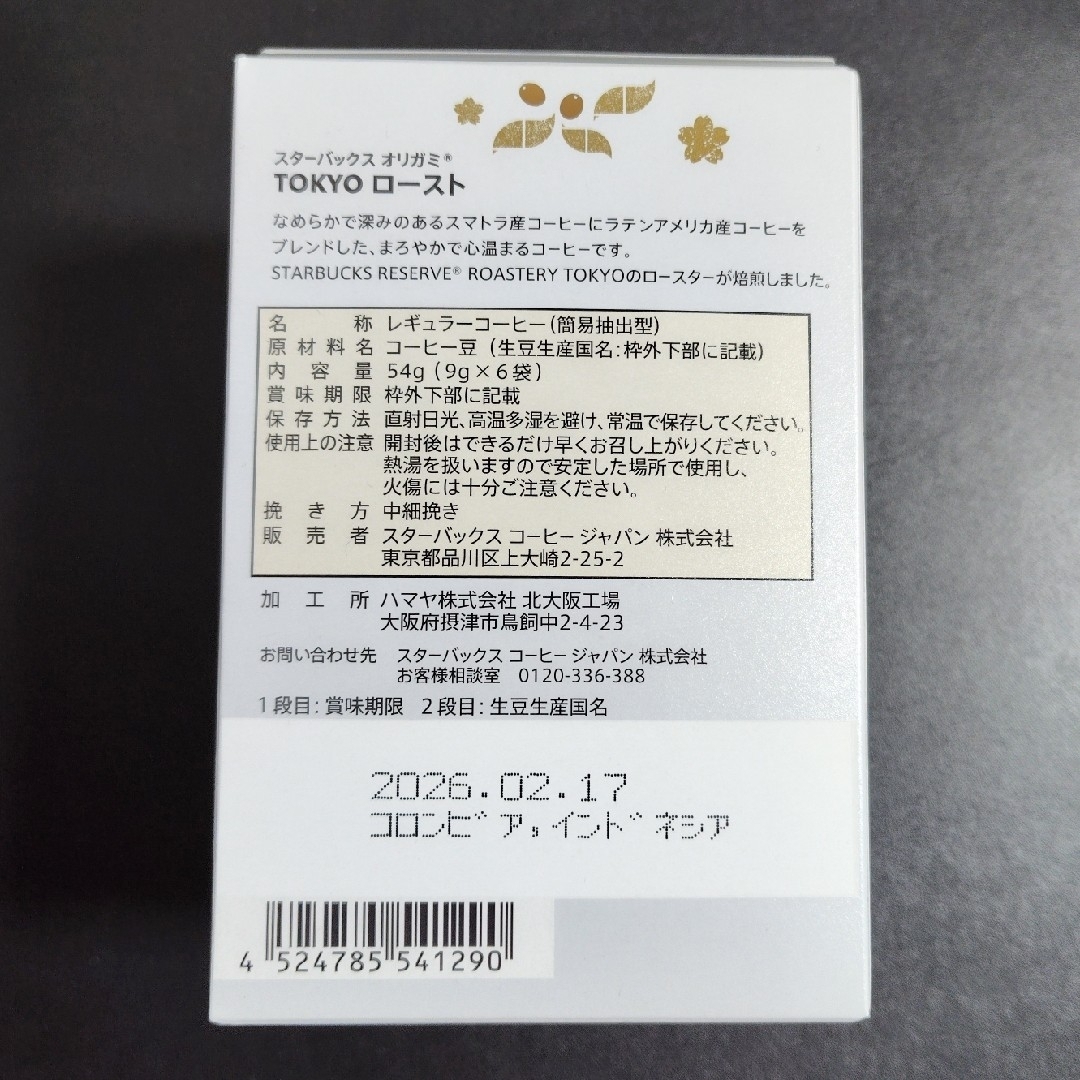 スターバックス オリガミ®
TOKYO ロースト
なめらかで深みのあるスマトラ産コーヒーにラテンアメリカ産コーヒーを
ブレンドした、まろやかで心温まるコーヒーです。
STARBUCKS RESERVE® ROASTERY TOKYOのロースターが焙煎しました。
名称 レギュラーコーヒー(簡易抽出型)
原材料名 コーヒー豆 (生豆生産国名:枠外下部に記載)
内容量 54g (9g×6袋)
賞味期限 枠外下部に記載
保存方法 直射日光、高温多湿を避け、常温で保存してください。
使用上の注意 開封後はできるだけ早くお召し上がりください。
熱湯を扱いますので安定した場所で使用し、
火傷には十分ご注意ください。
挽き方 中細挽き
販売者 スターバックス コーヒー ジャパン 株式会社
東京都品川区上大崎2-25-2
加工所 ハマヤ株式会社 北大阪工場
大阪府摂津市鳥飼中2-4-23
お問い合わせ先 スターバックス コーヒー ジャパン 株式会社
お客様相談室 0120-336-388
1段目:賞味期限 2段目:生豆生産国名
2026.02.17
コロンビア,インドネシア
4 524785 541290